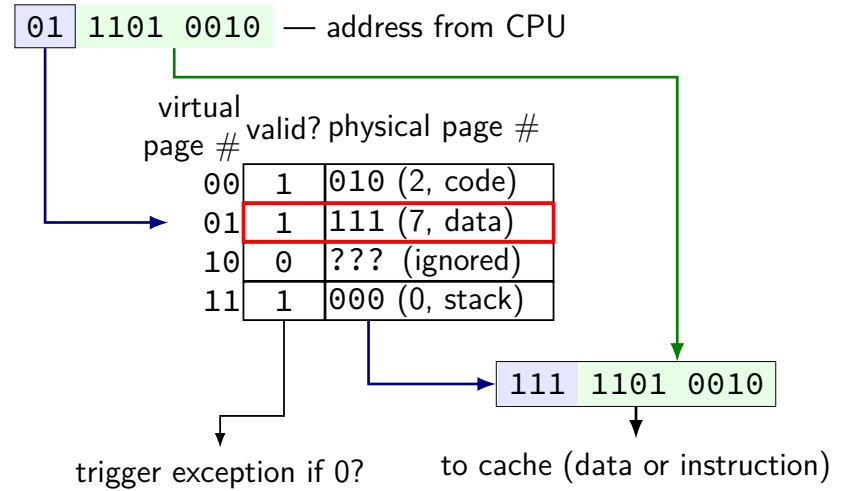 01 1101 0010 — address from CPU
virtual
page # valid? physical page #
00 1 010 (2, code)
01 1 111 (7, data)
10 0 ??? (ignored)
11 1 000 (0, stack)
111 1101 0010
trigger exception if 0? to cache (data or instruction)